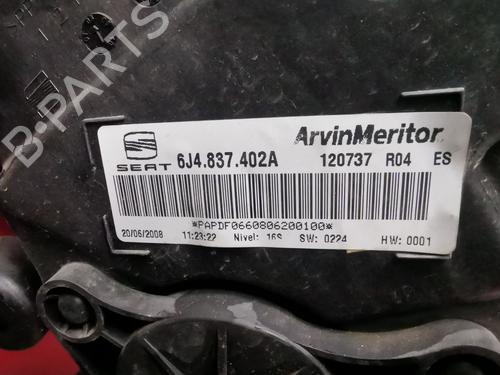 B-PARTS
ArvinMeritor
SEAT 6J4.837.402A 120737 R04 ES
*PAPDF0660806200100*
20/06/2008 11:23:22 Nivel: 16S SW: 0224 HW: 0001